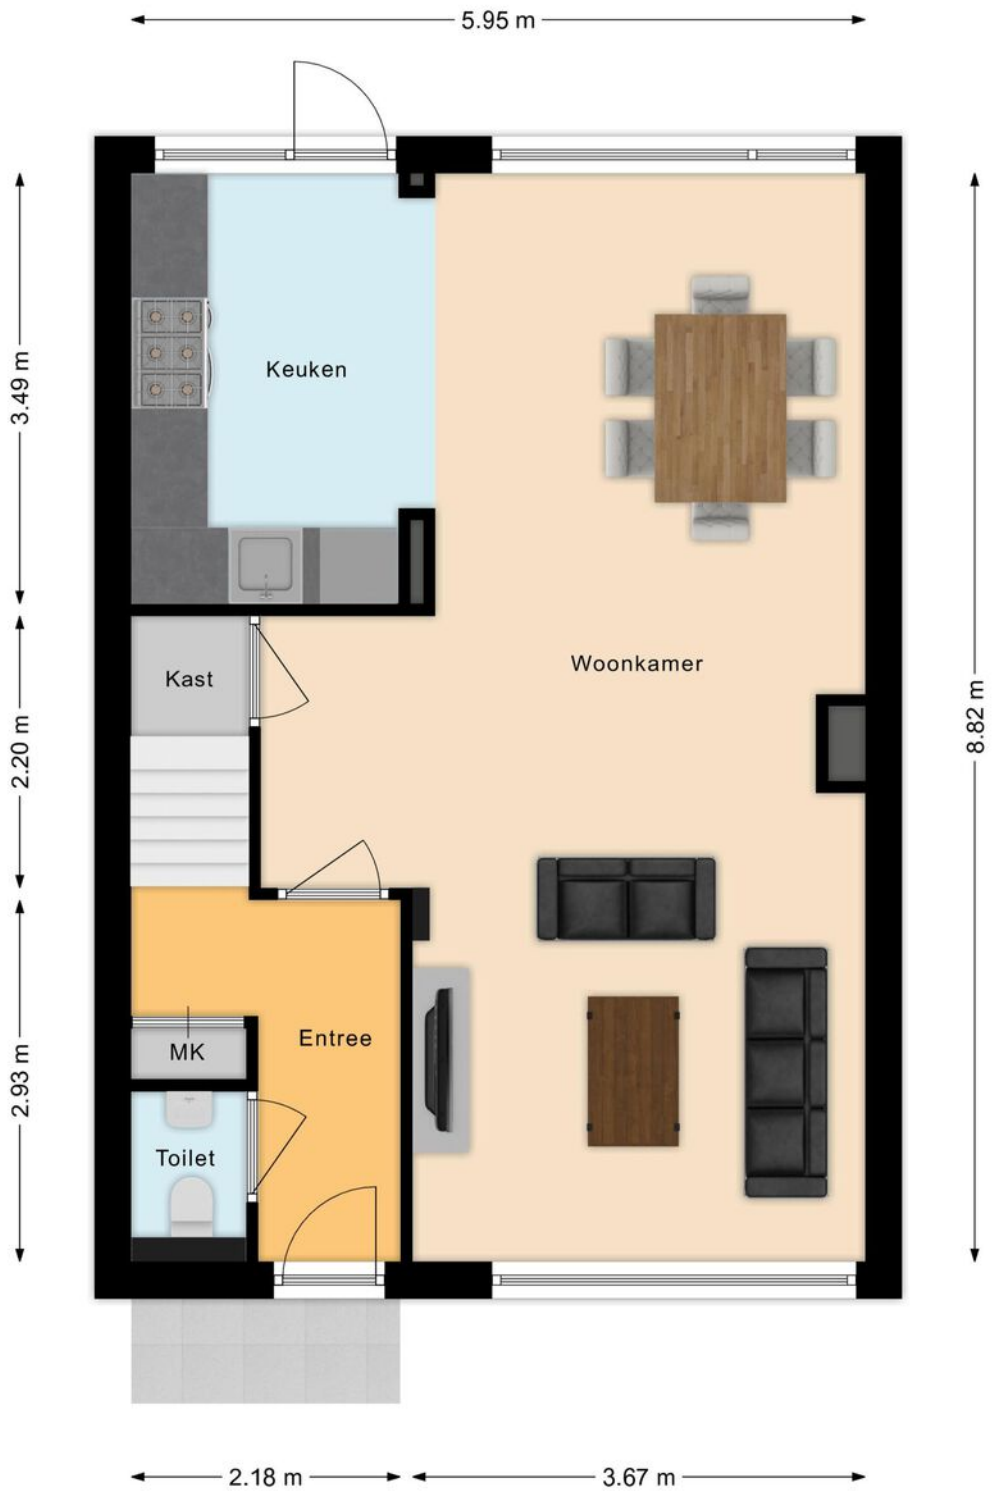 5.95 m
3.49 m
Keuken
Woonkamer
Kast
2.20 m
8.82 m
Entree
MK
2.93 m
Toilet
2.18 m
3.67 m